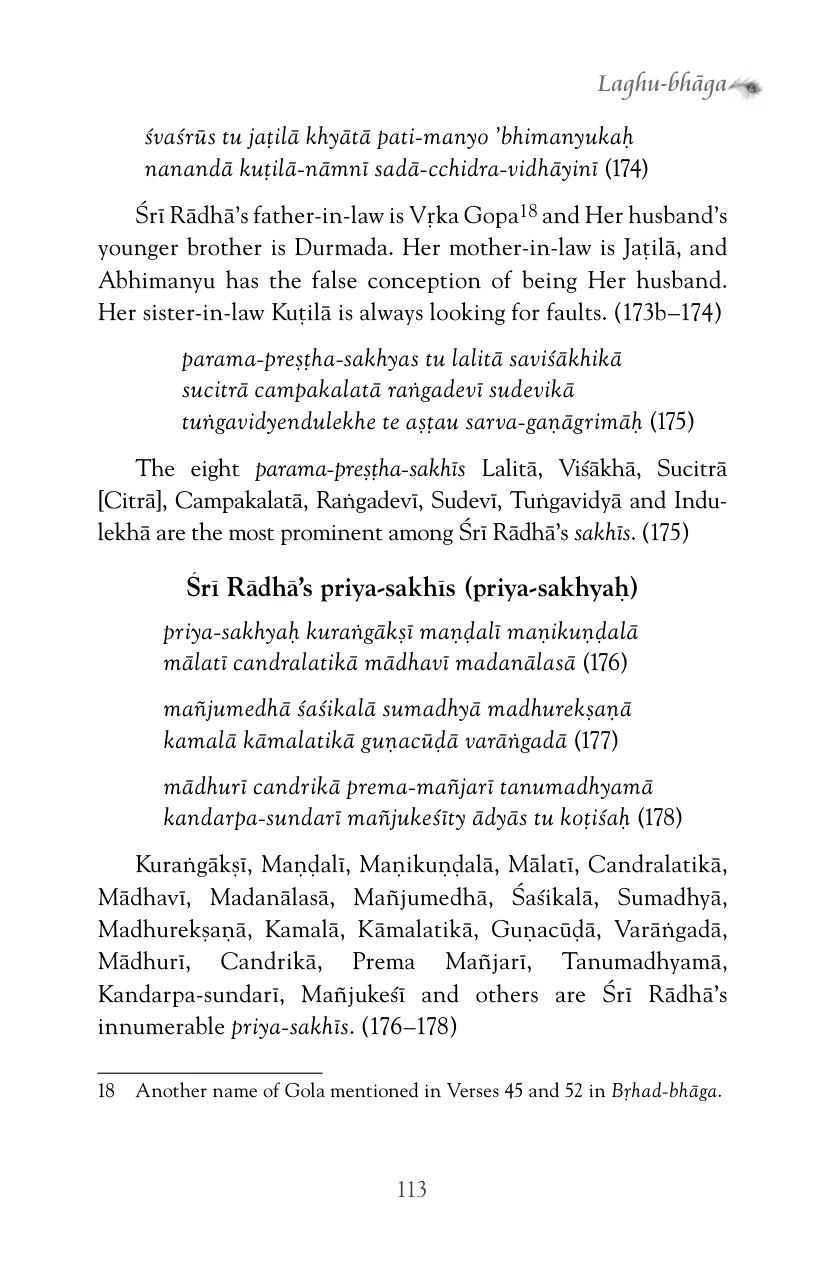 Laghu-bhāga
śvaśrūs tu jaṭilā khyātā pati-manyo ’bhimanyukaḥ
nanandā kuṭilā-nāmnī sadā-cchidra-vidhāyinī (174)
Śrī Rādhā’s father-in-law is Vṛka Gopa18 and Her husband’s
younger brother is Durmada. Her mother-in-law is Jaṭilā, and
Abhimanyu has the false conception of being Her husband.
Her sister-in-law Kuṭilā is always looking for faults. (173b–174)
parama-preṣṭha-sakhyas tu lalitā saviśākhikā
sucitrā campakalatā raṅgadevī sudevikā
tuṅgavidyendulekhe te aṣṭau sarva-gaṇāgrimāḥ (175)
The eight parama-preṣṭha-sakhīs Lalitā, Viśākhā, Sucitrā
[Citrā], Campakalatā, Raṅgadevī, Sudevī, Tuṅgavidyā and Indu-
lekhā are the most prominent among Śrī Rādhā’s sakhīs. (175)
Śrī Rādhā’s priya-sakhīs (priya-sakhyaḥ)
priya-sakhyaḥ kuraṅgākṣī maṇḍalī maṇikuṇḍalā
mālatī candralatikā mādhavī madanālasā (176)
mañjumedhā śaśikalā sumadhyā madhurekṣaṇā
kamalā kāmalatikā guṇacūḍā varāṅgadā (177)
mādhurī candrikā prema-mañjarī tanumadhyamā
kandarpa-sundarī mañjukeśīty ādyās tu koṭiśaḥ (178)
Kuraṅgākṣī, Maṇḍalī, Maṇikuṇḍalā, Mālatī, Candralatikā,
Mādhavī, Madanālasā, Mañjumedhā, Śaśikalā, Sumadhyā,
Madhurekṣaṇā, Kamalā, Kāmalatikā, Guṇacūḍā, Varāṅgadā,
Mādhurī, Candrikā, Prema Mañjarī, Tanumadhyamā,
Kandarpa-sundarī, Mañjukeśī and others are Śrī Rādhā’s
innumerable priya-sakhīs. (176–178)
18 Another name of Gola mentioned in Verses 45 and 52 in Bṛhad-bhāga.
113